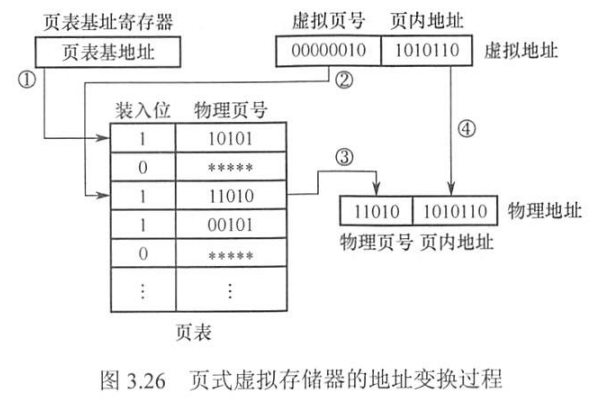 页表基址寄存器
页表基地址
①
虚拟页号 页内地址
00000010 1010110 虚拟地址
②
④
装入位 物理页号
1 10101
0 *****
1 11010
1 00101
0 *****
⋮ ⋮
页表
③
11010 1010110 物理地址
物理页号 页内地址
图 3.26 页式虚拟存储器的地址变换过程